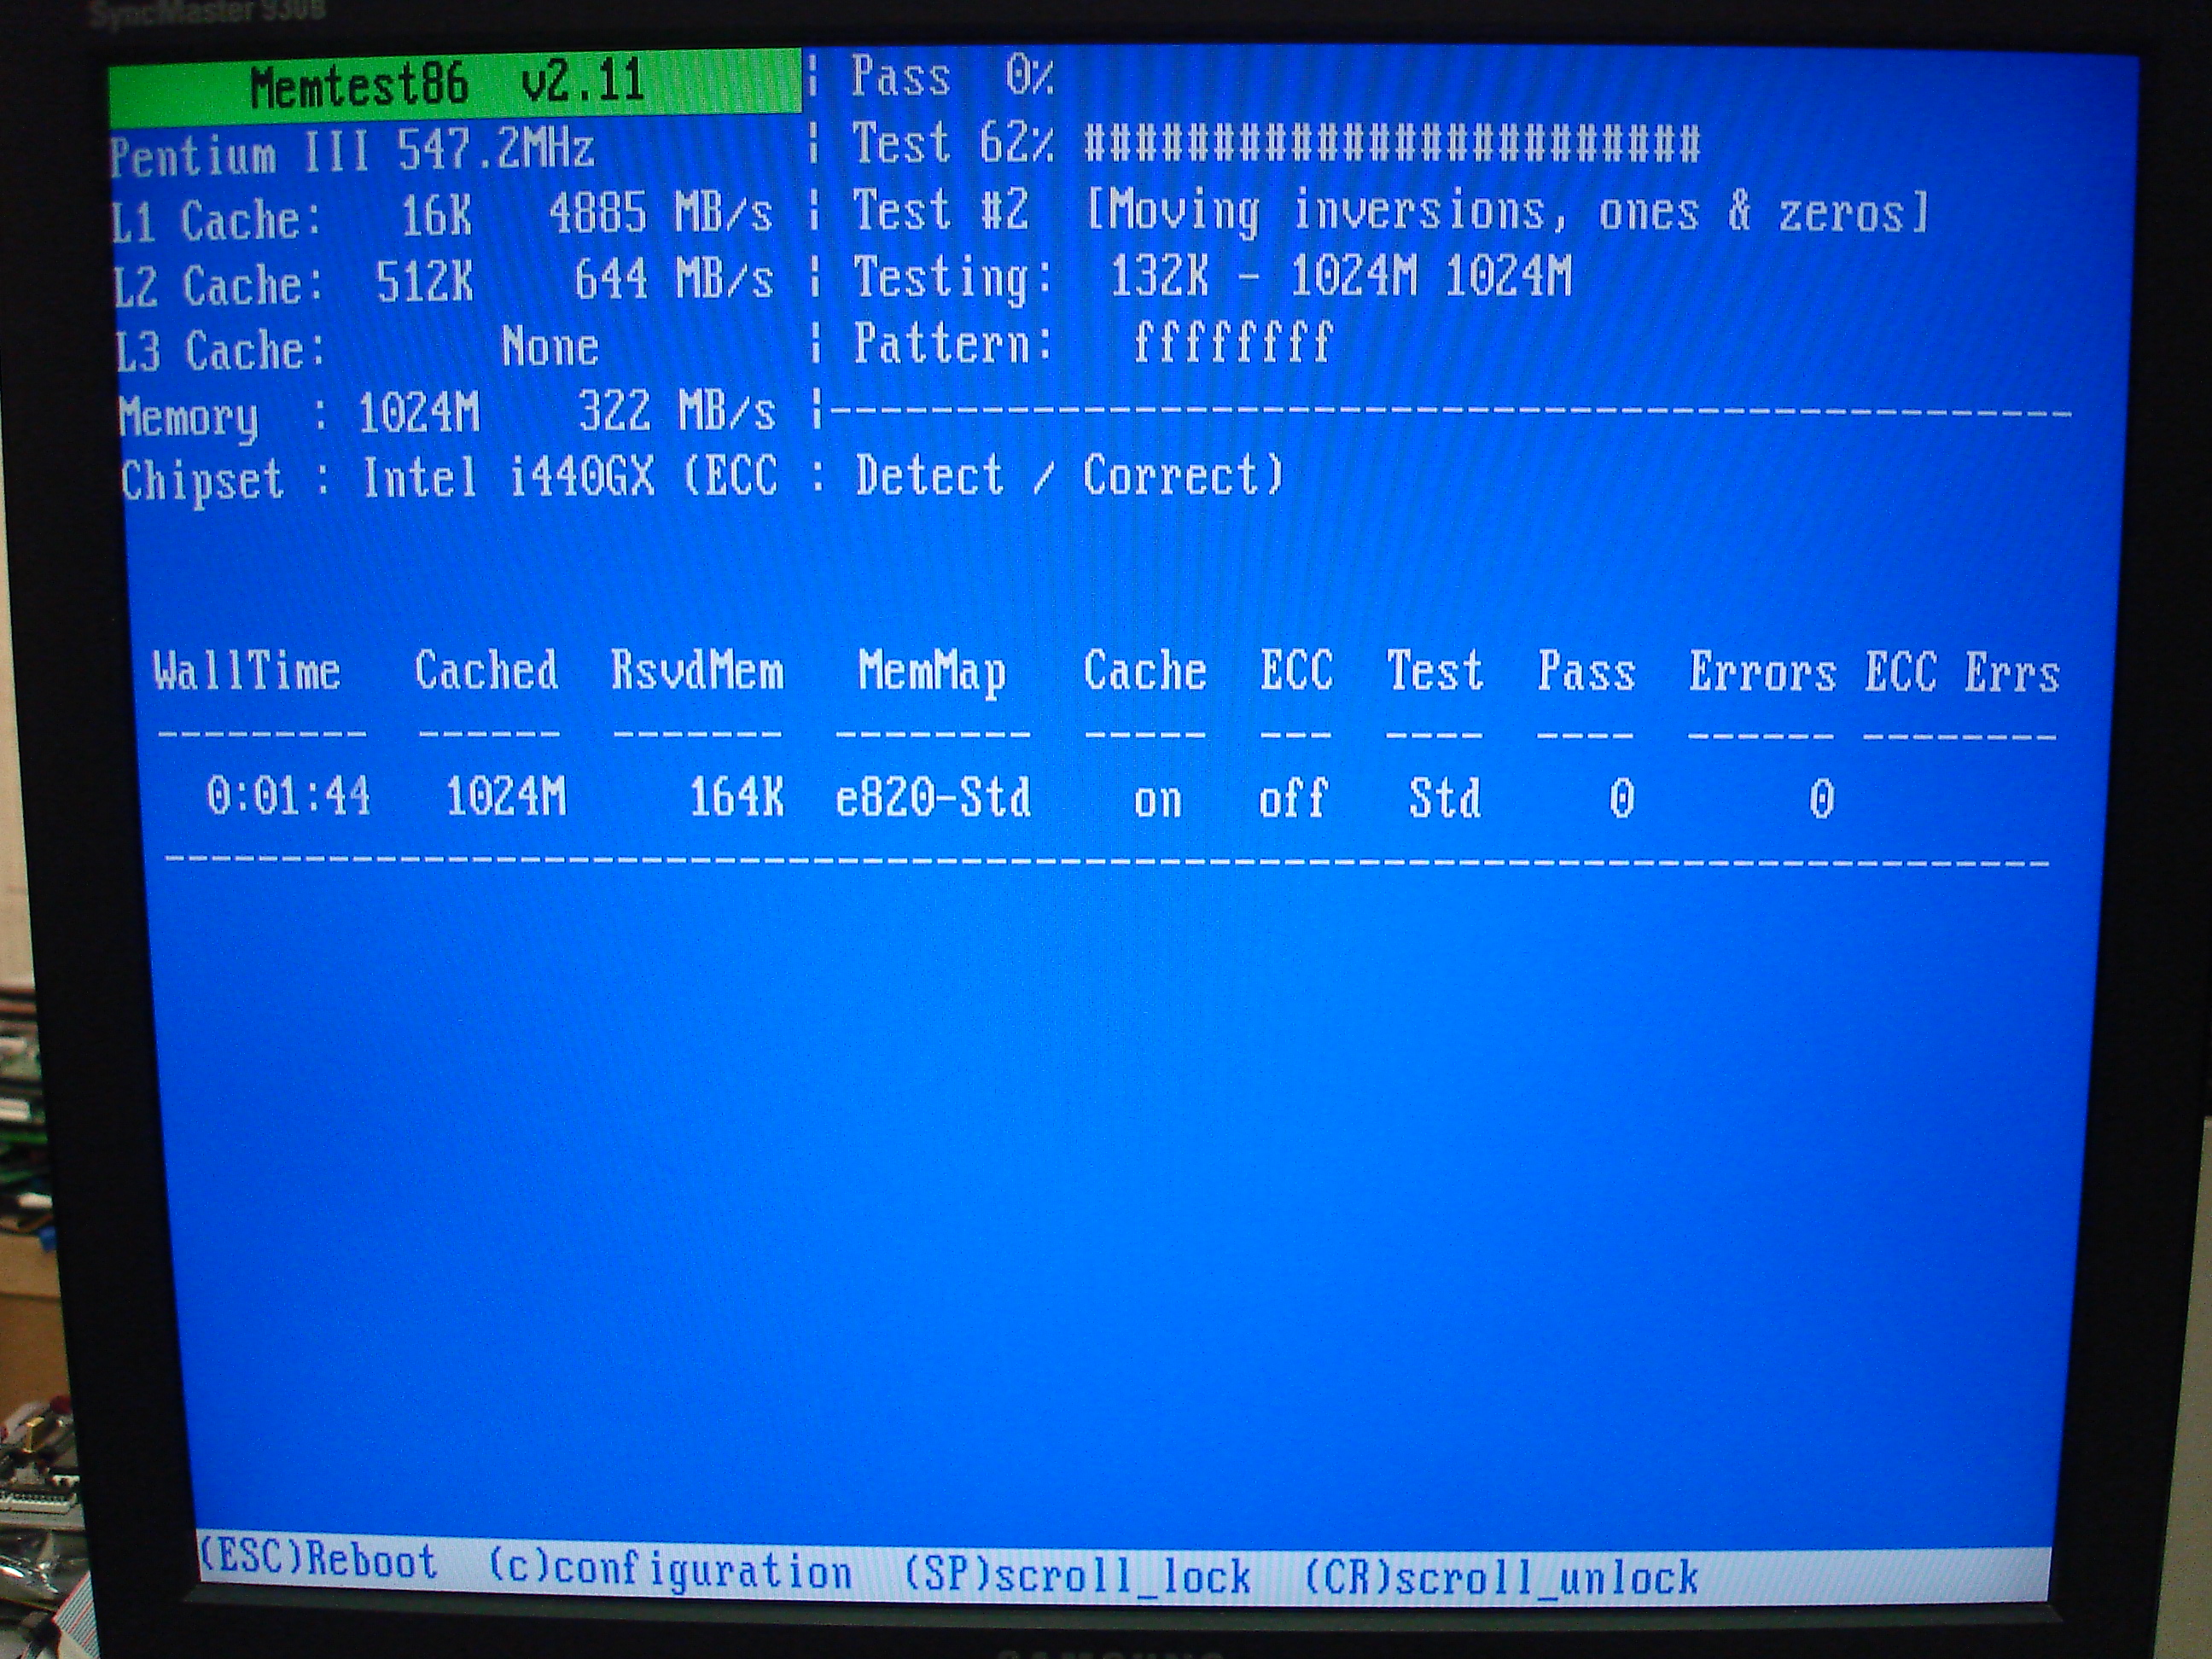 SyncMaster 930B
Memtest86 v2.11 | Pass 0%
Pentium III 547.2MHz | Test 62% ########################
L1 Cache: 16K 4885 MB/s | Test #2 [Moving inversions, ones & zeros]
L2 Cache: 512K 644 MB/s | Testing: 132K - 1024M 1024M
L3 Cache: None | Pattern: ffffffff
Memory : 1024M 322 MB/s |-------------------------------------------------
Chipset : Intel i440GX (ECC : Detect / Correct)
WallTime Cached RsvdMem MemMap Cache ECC Test Pass Errors ECC Errs
--------- ------ ------- -------- ----- --- ---- ---- ------ --------
0:01:44 1024M 164K e820-Std on off Std 0 0
-----------------------------------------------------------------------------
(ESC)Reboot (c)configuration (SP)scroll_lock (CR)scroll_unlock
SAMSUNG